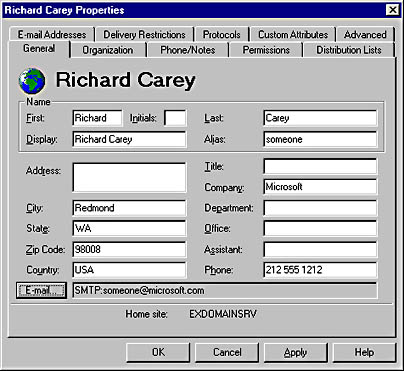 Richard Carey Properties
E-mail Addresses Delivery Restrictions Protocols Custom Attributes Advanced
General Organization Phone/Notes Permissions Distribution Lists
Richard Carey
Name
First: Richard Initials: Last: Carey
Display: Richard Carey Alias: someone
Address: Title:
Company: Microsoft
City: Redmond Department:
State: WA Office:
Zip Code: 98008 Assistant:
Country: USA Phone: 212 555 1212
E-mail... SMTP:someone@microsoft.com
Home site: EXDOMAINSRV
OK Cancel Apply Help